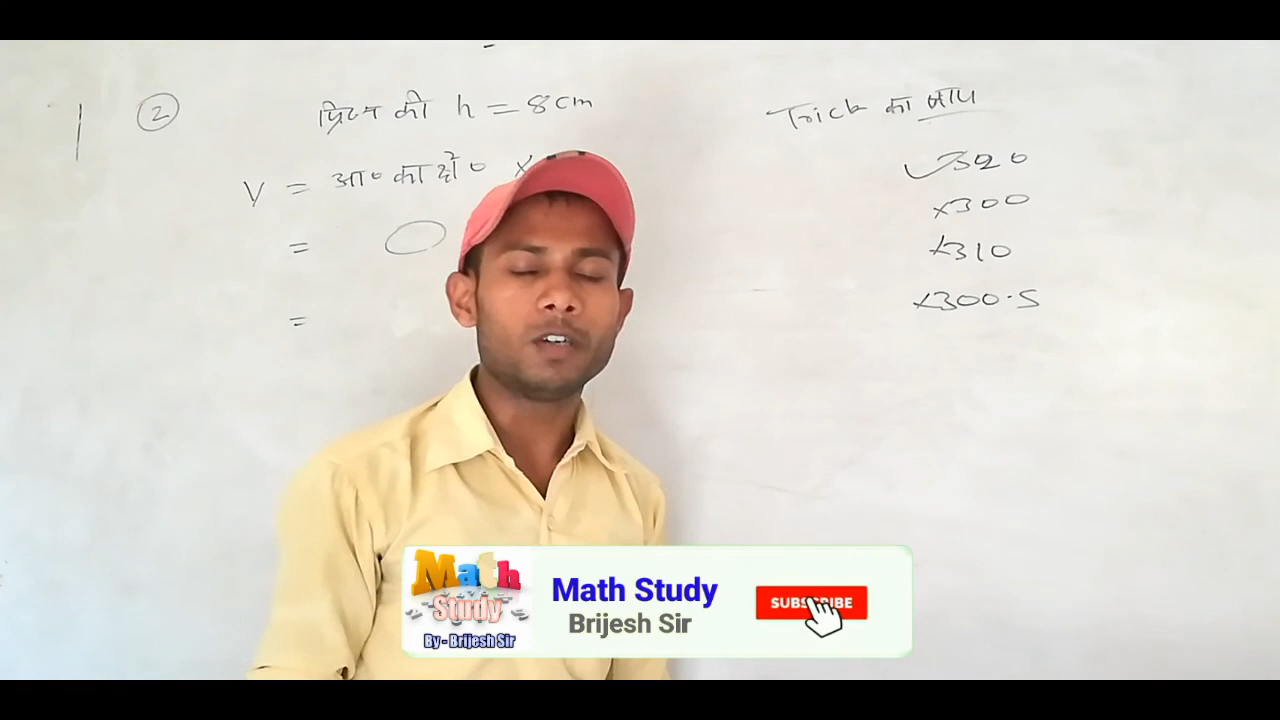 ② प्रिज्म की h = 8cm
V = आ० का क्षे० ×
=
=
Trick का बाप
✓320
×300
×310
×300.5
Math
Study
By - Brijesh Sir
Math Study
Brijesh Sir
SUBSCRIBE